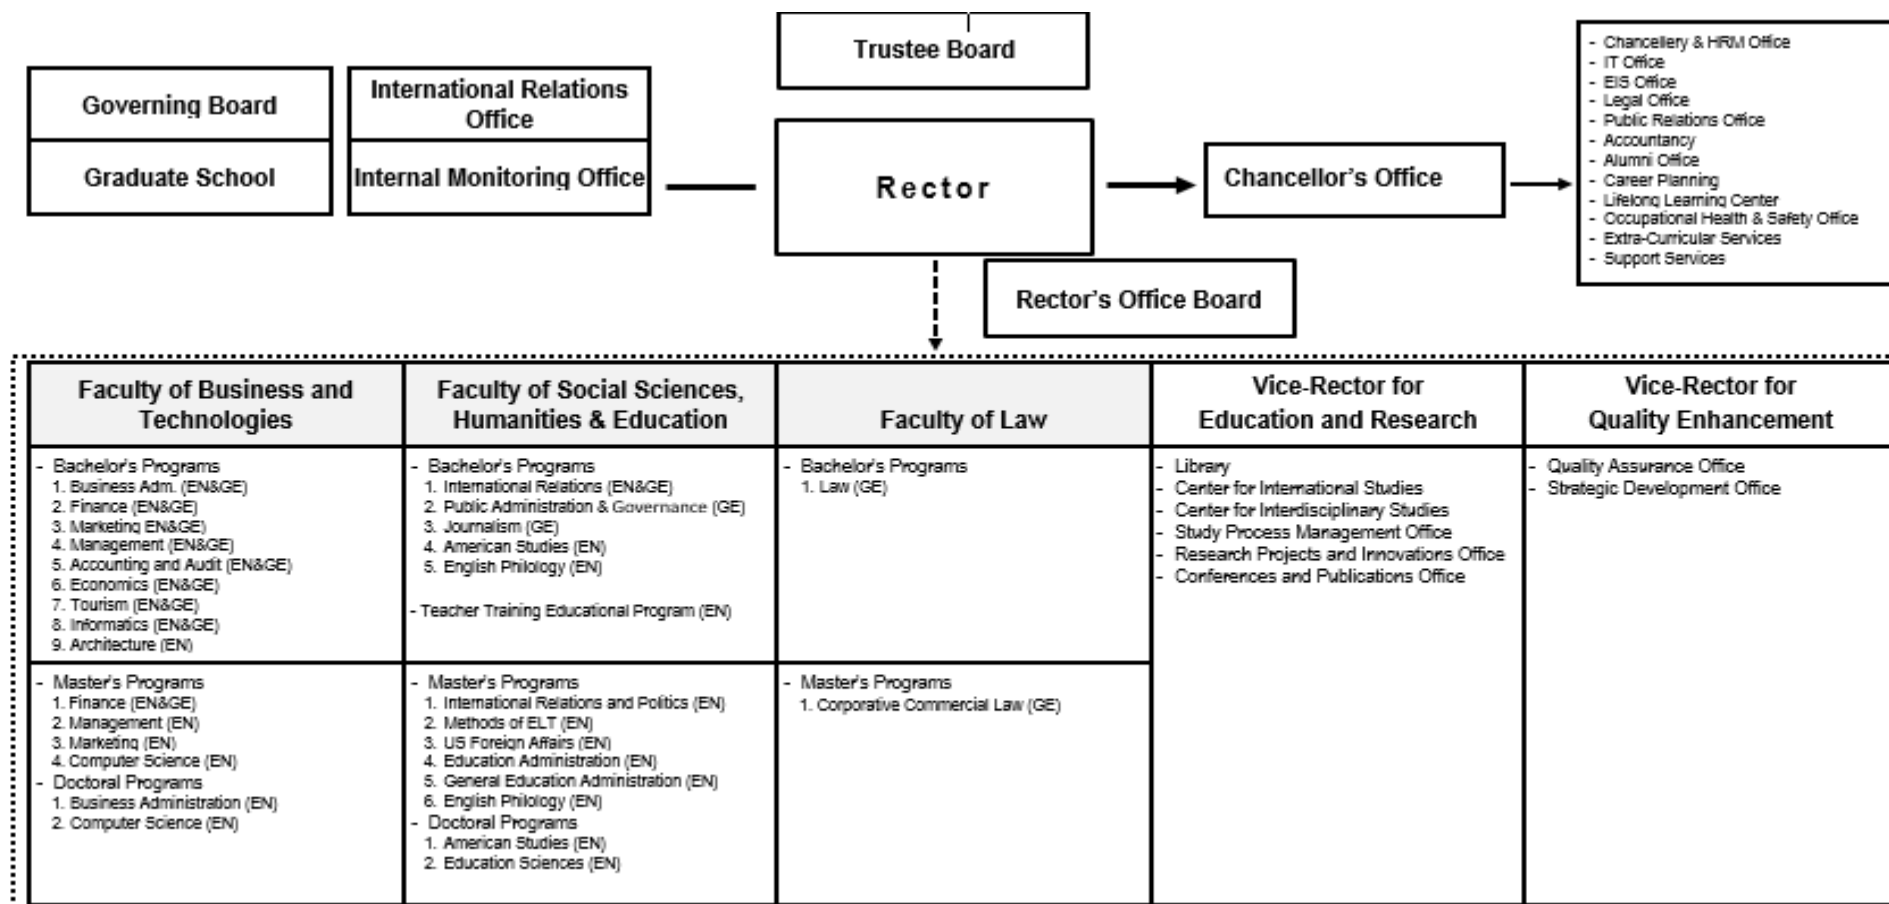 Trustee Board
Governing Board
International Relations
Office
Graduate School
Internal Monitoring Office
Rector
Chancellor's Office
- Chancellery & HRM Office
- IT Office
- EIS Office
- Legal Office
- Public Relations Office
- Accountancy
- Alumni Office
- Career Planning
- Lifelong Learning Center
- Occupational Health & Safety Office
- Extra-Curricular Services
- Support Services
Rector's Office Board
Faculty of Business and
Technologies
- Bachelor's Programs
1. Business Adm. (EN&GE)
2. Finance (EN&GE)
3. Marketing EN&GE)
4. Management (EN&GE)
5. Accounting and Audit (EN&GE)
6. Economics (EN&GE)
7. Tourism (EN&GE)
8. Informatics (EN&GE)
9. Architecture (EN)
- Master's Programs
1. Finance (EN&GE)
2. Management (EN)
3. Marketing (EN)
4. Computer Science (EN)
- Doctoral Programs
1. Business Administration (EN)
2. Computer Science (EN)
Faculty of Social Sciences,
Humanities & Education
- Bachelor's Programs
1. International Relations (EN&GE)
2. Public Administration & Governance (GE)
3. Journalism (GE)
4. American Studies (EN)
5. English Philology (EN)
- Teacher Training Educational Program (EN)
- Master's Programs
1. International Relations and Politics (EN)
2. Methods of ELT (EN)
3. US Foreign Affairs (EN)
4. Education Administration (EN)
5. General Education Administration (EN)
6. English Philology (EN)
- Doctoral Programs
1. American Studies (EN)
2. Education Sciences (EN)
Faculty of Law
- Bachelor's Programs
1. Law (GE)
- Master's Programs
1. Corporative Commercial Law (GE)
Vice-Rector for
Education and Research
- Library
- Center for International Studies
- Center for Interdisciplinary Studies
- Study Process Management Office
- Research Projects and Innovations Office
- Conferences and Publications Office
Vice-Rector for
Quality Enhancement
- Quality Assurance Office
- Strategic Development Office